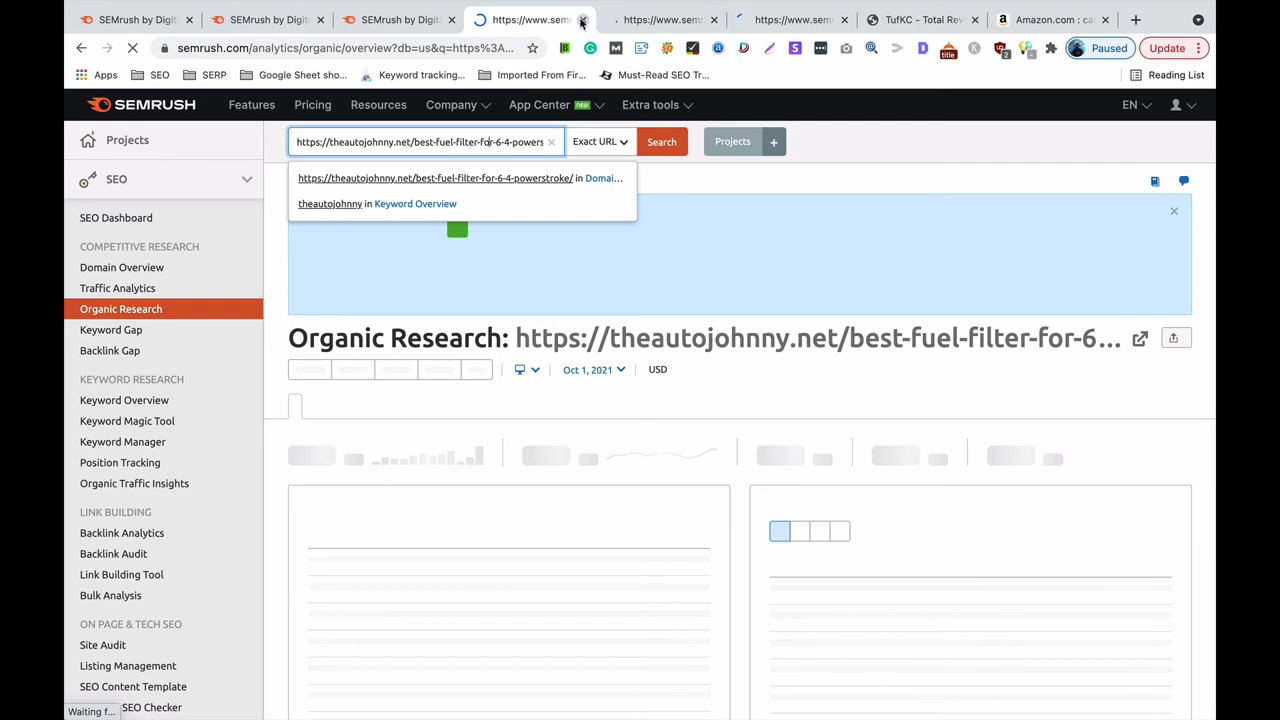 SEMrush by Digita
SEMrush by Digita
SEMrush by Digita
https://www.sem
https://www.sem
https://www.sem
TufKC - Total Rev
Amazon.com : ca
semrush.com/analytics/organic/overview?db=us&q=https%3A...
Paused
Update
Apps
SEO
SERP
Google Sheet sho...
Keyword tracking...
Imported From Fir...
Must-Read SEO Tr...
Reading List
SEMRUSH
Features
Pricing
Resources
Company
App Center NEW
Extra tools
EN
Projects
https://theautojohnny.net/best-fuel-filter-for-6-4-powers
Exact URL
Search
Projects +
SEO
https://theautojohnny.net/best-fuel-filter-for-6-4-powerstroke/ in Domai...
theautojohnny in Keyword Overview
SEO Dashboard
COMPETITIVE RESEARCH
Domain Overview
Traffic Analytics
Organic Research
Keyword Gap
Backlink Gap
KEYWORD RESEARCH
Keyword Overview
Keyword Magic Tool
Keyword Manager
Position Tracking
Organic Traffic Insights
LINK BUILDING
Backlink Analytics
Backlink Audit
Link Building Tool
Bulk Analysis
ON PAGE & TECH SEO
Site Audit
Listing Management
SEO Content Template
SEO Checker
Waiting f...
Organic Research: https://theautojohnny.net/best-fuel-filter-for-6...
Oct 1, 2021
USD